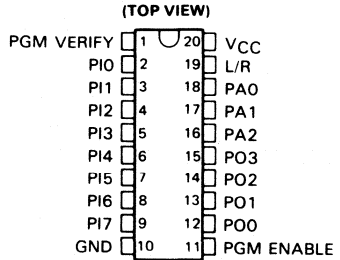 (TOP VIEW)
PGM VERIFY 1 20 VCC
PI0 2 19 L/R
PI1 3 18 PA0
PI2 4 17 PA1
PI3 5 16 PA2
PI4 6 15 PO3
PI5 7 14 PO2
PI6 8 13 PO1
PI7 9 12 PO0
GND 10 11 PGM ENABLE